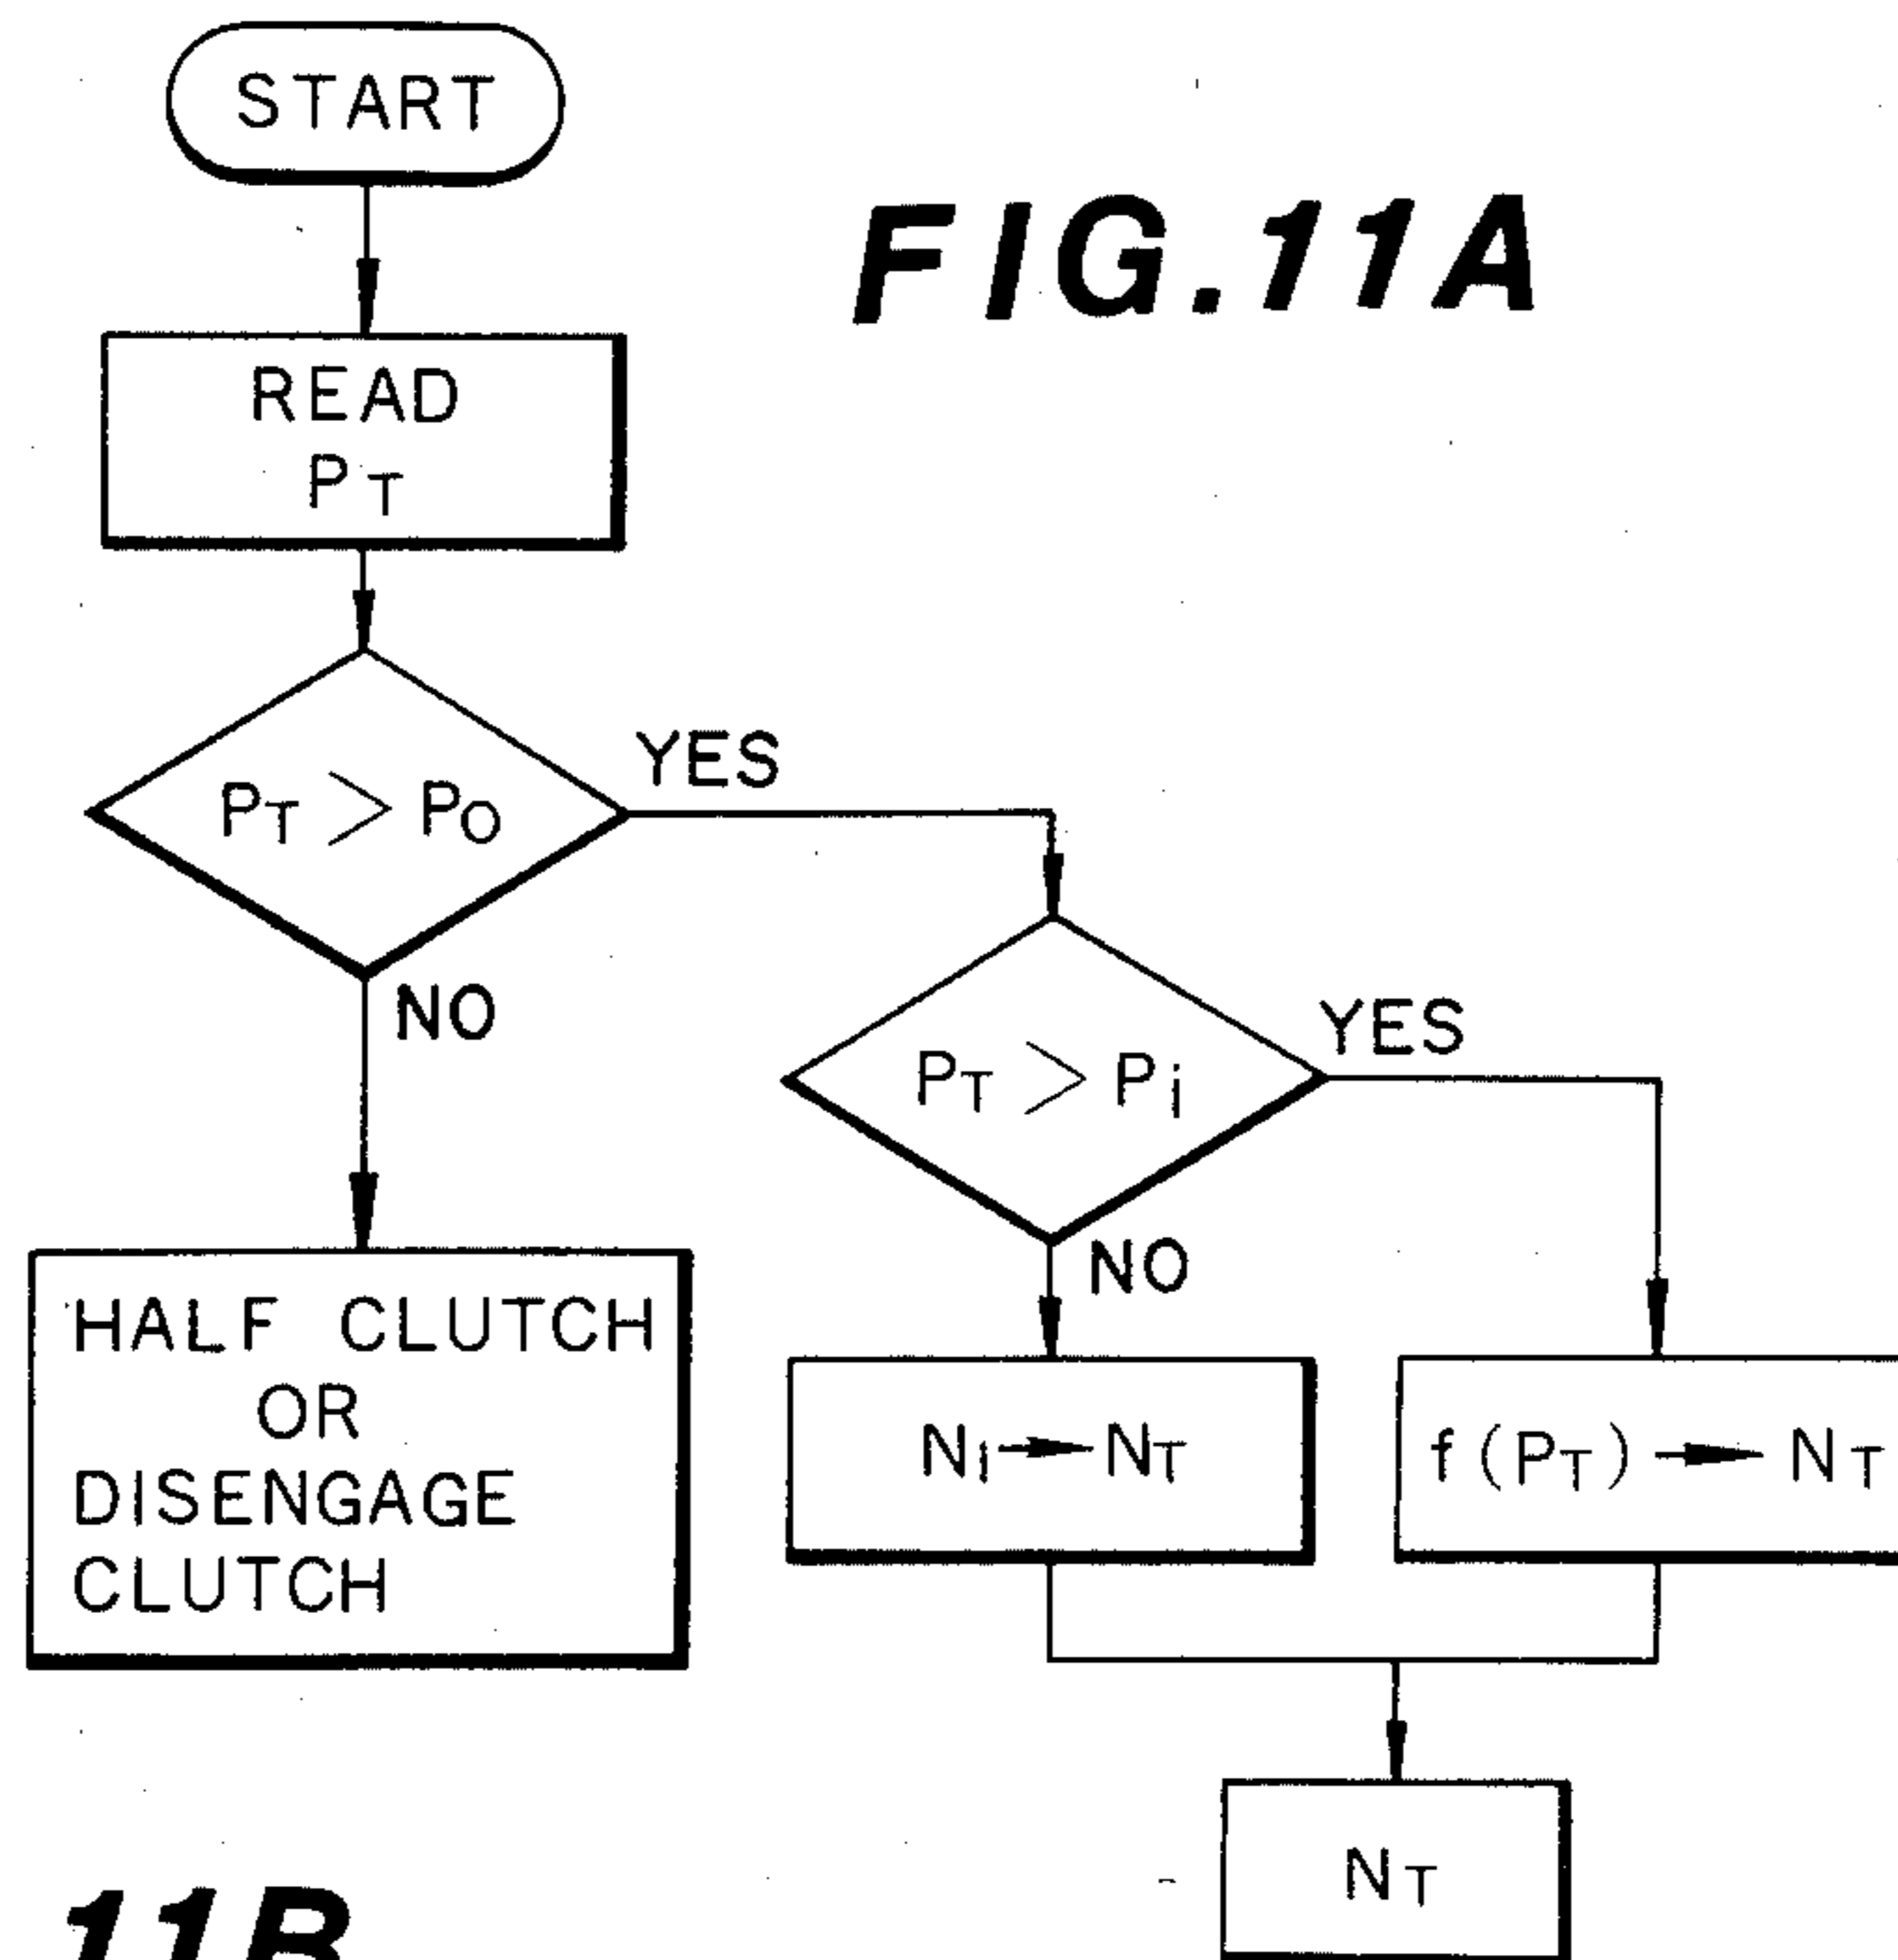 START
FIG.11A
READ
PT
PT > PO
YES
NO
PT > Pi
YES
NO
HALF CLUTCH
OR
DISENGAGE
CLUTCH
Ni → NT
f(PT) → NT
NT
11B